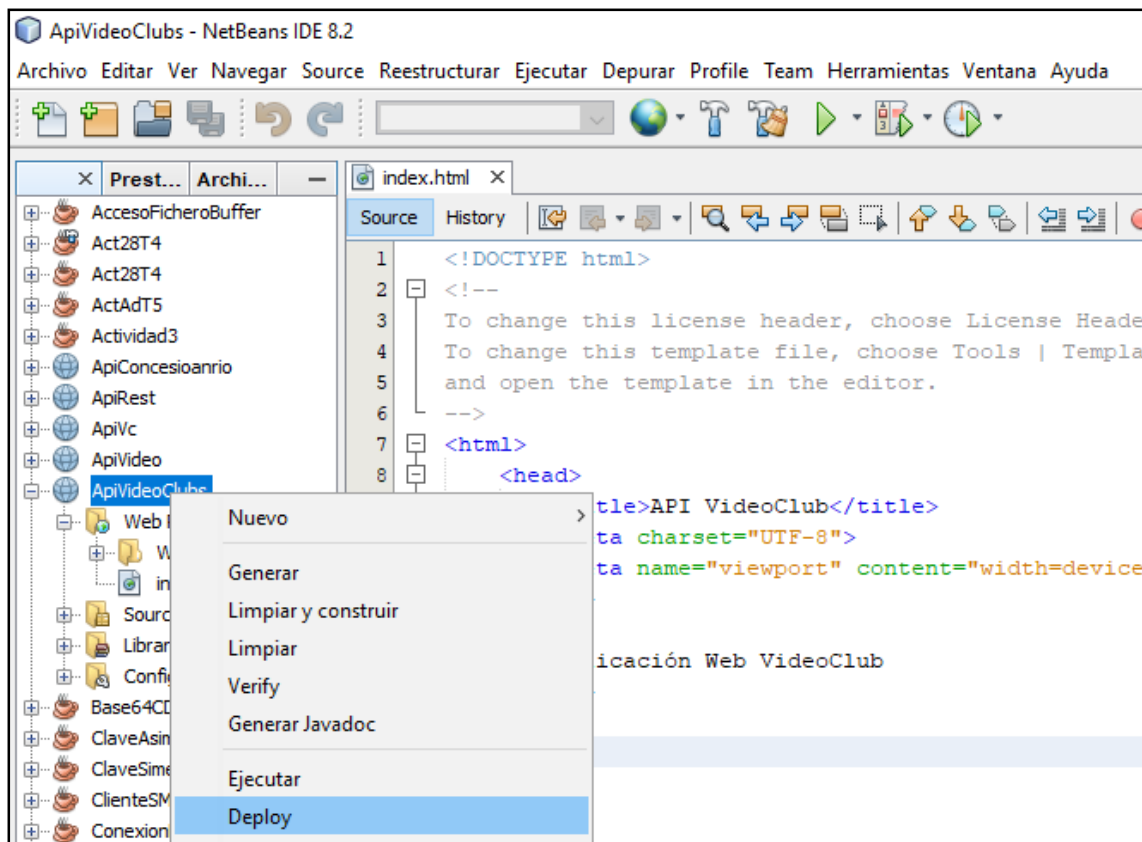 ApiVideoClubs - NetBeans IDE 8.2
Archivo Editar Ver Navegar Source Reestructurar Ejecutar Depurar Profile Team Herramientas Ventana Ayuda
Prest... Archi...
AccesoFicheroBuffer
Act28T4
Act28T4
ActAdT5
Actividad3
ApiConcesioanrio
ApiRest
ApiVc
ApiVideo
ApiVideoClubs
Web
W
in
Sourc
Librar
Confi
Base64CD
ClaveAsim
ClaveSime
ClienteSM
Conexion
Nuevo
Generar
Limpiar y construir
Limpiar
Verify
Generar Javadoc
Ejecutar
Deploy
index.html
Source History
1 <!DOCTYPE html>
2 <!--
3 To change this license header, choose License Heade
4 To change this template file, choose Tools | Templa
5 and open the template in the editor.
6 -->
7 <html>
8 <head>
tle>API VideoClub</title>
ta charset="UTF-8">
ta name="viewport" content="width=device
icación Web VideoClub